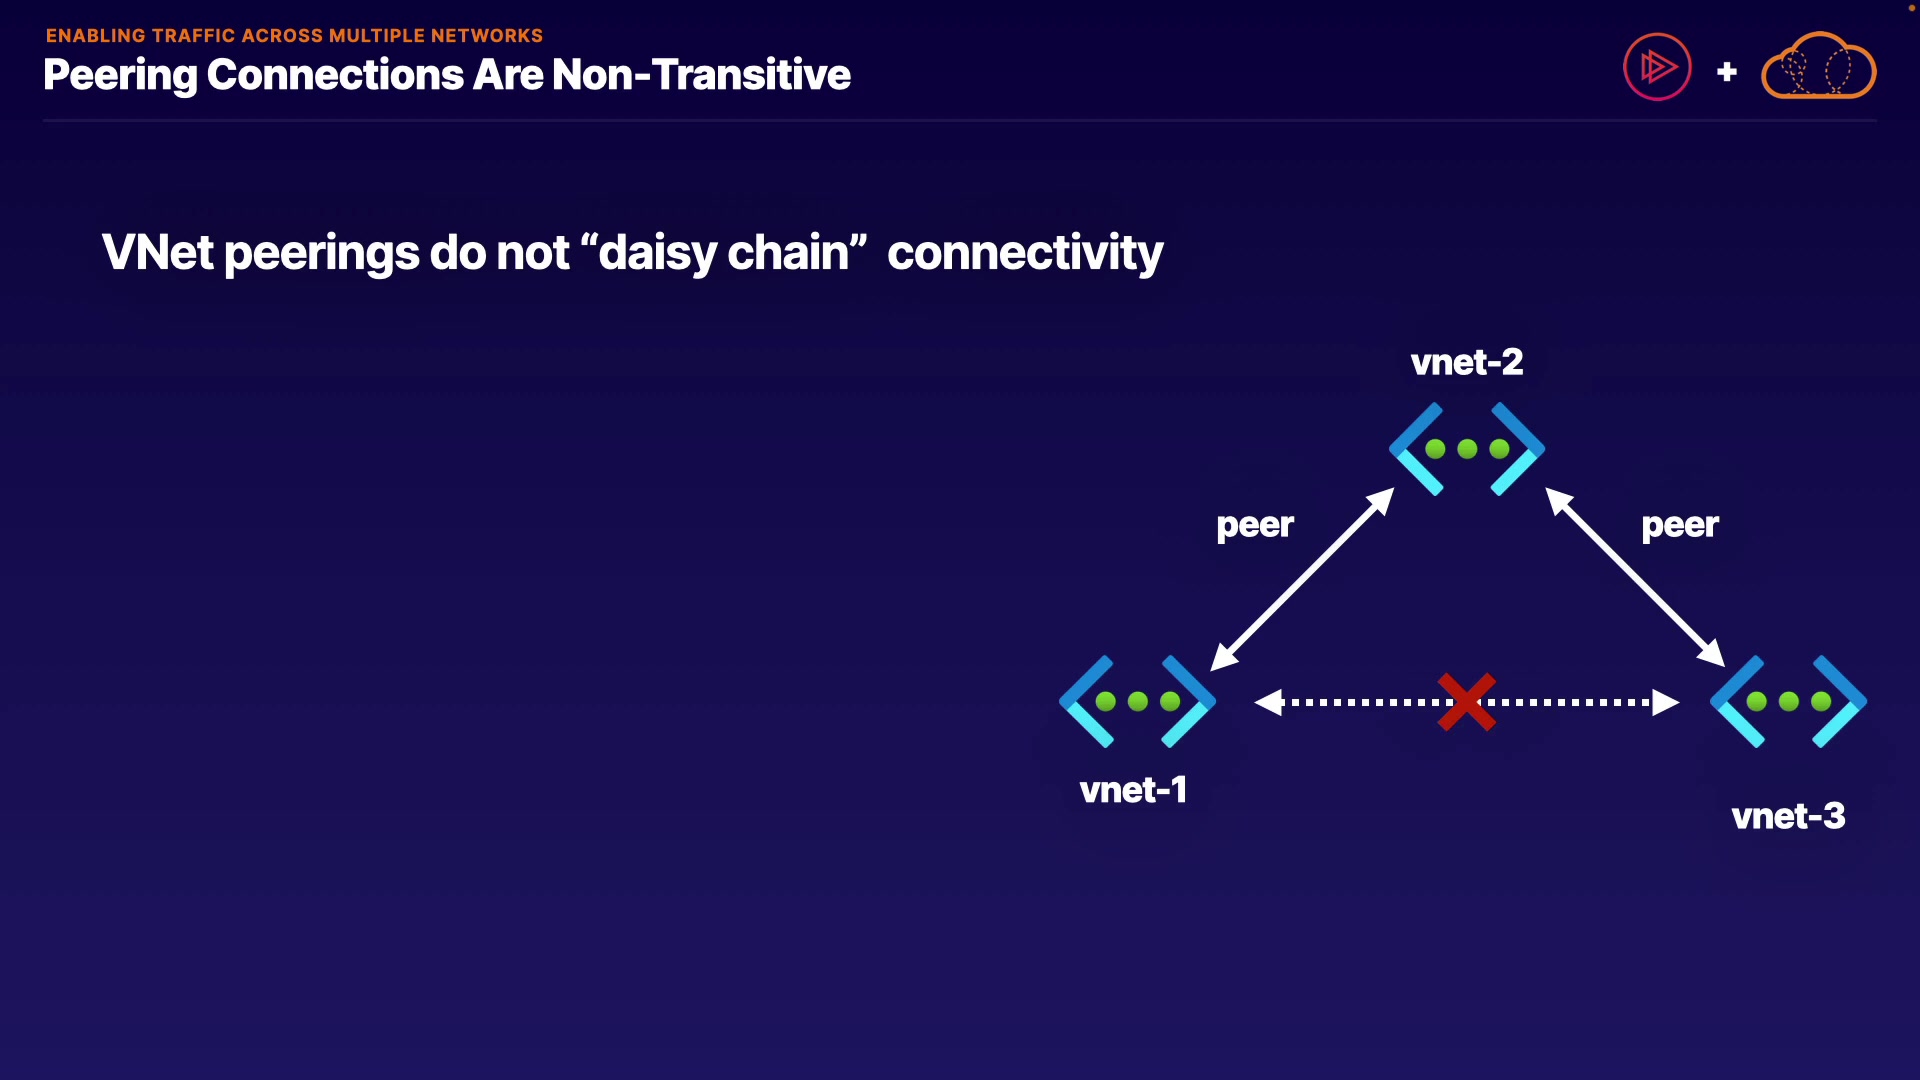 ENABLING TRAFFIC ACROSS MULTIPLE NETWORKS
Peering Connections Are Non-Transitive
+
VNet peerings do not “daisy chain”  connectivity
vnet-2
peer
peer
vnet-1
vnet-3